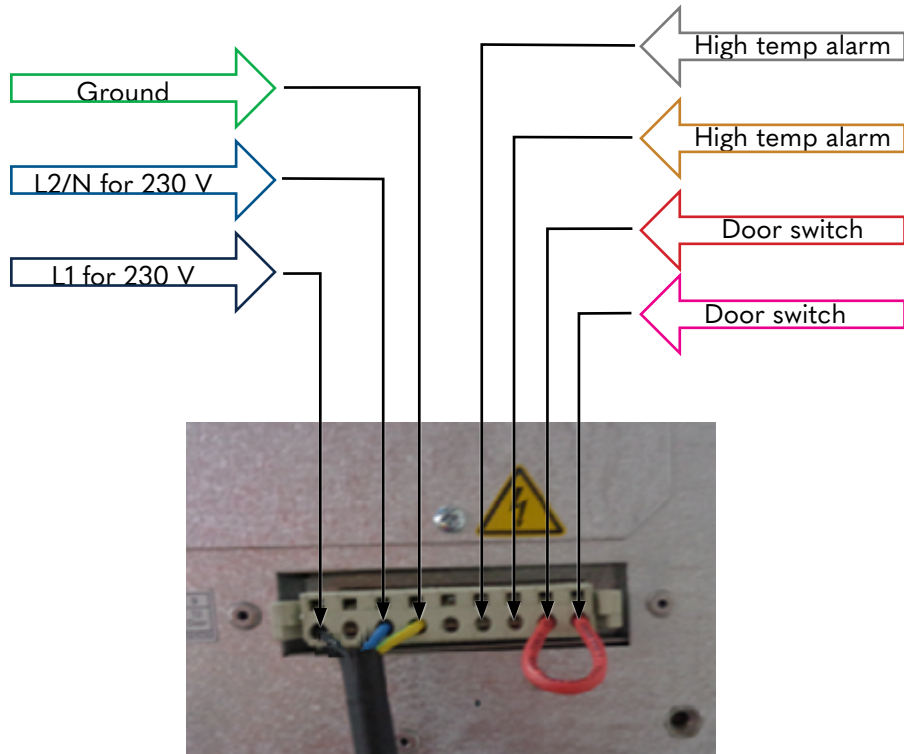 Ground
L2/N for 230 V
L1 for 230 V
High temp alarm
High temp alarm
Door switch
Door switch